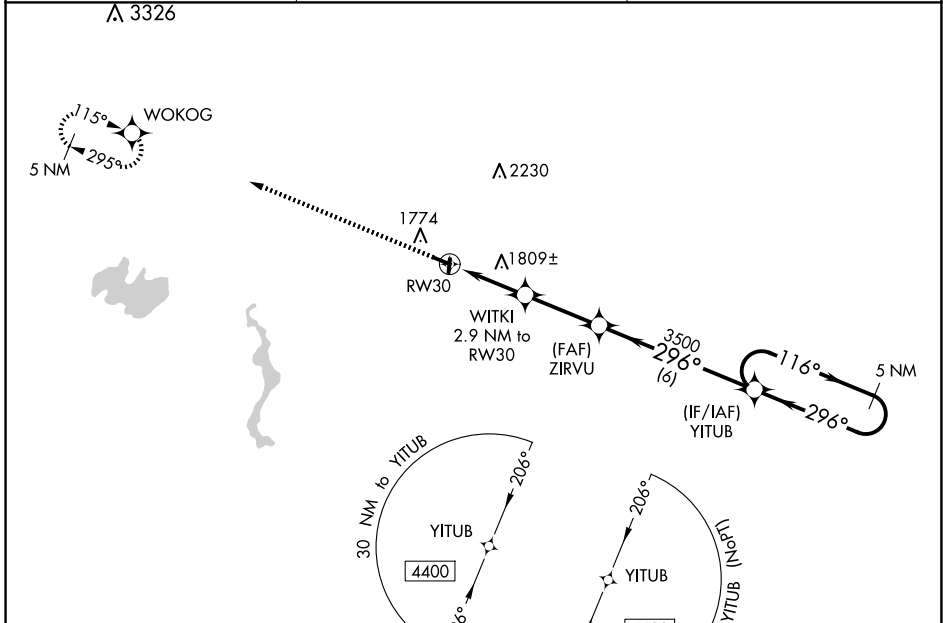 3326
WOKOG
115°
295°
5 NM
2230
1774
1809±
RW30
WITKI
2.9 NM to
RW30
(FAF)
ZIRVU
3500
296°
(6)
116°
5 NM
296°
(IF/IAF)
YITUB
30 NM to YITUB
206°
YITUB
4400
206°
YITUB
YITUB (NoPT)